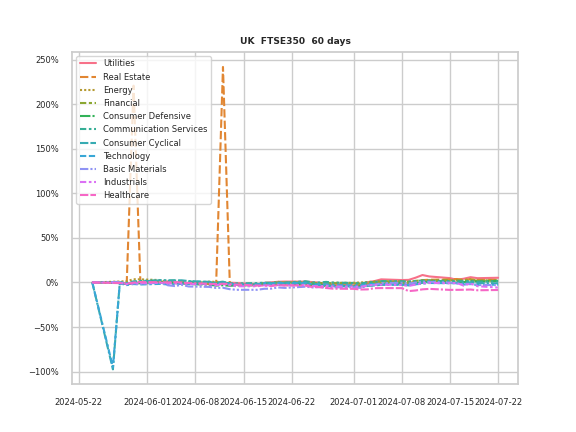 UK  FTSE350  60 days
250%
200%
150%
100%
50%
0%
−50%
−100%
Utilities
Real Estate
Energy
Financial
Consumer Defensive
Communication Services
Consumer Cyclical
Technology
Basic Materials
Industrials
Healthcare
2024-05-22 2024-06-01 2024-06-08 2024-06-15 2024-06-22 2024-07-01 2024-07-08 2024-07-15 2024-07-22